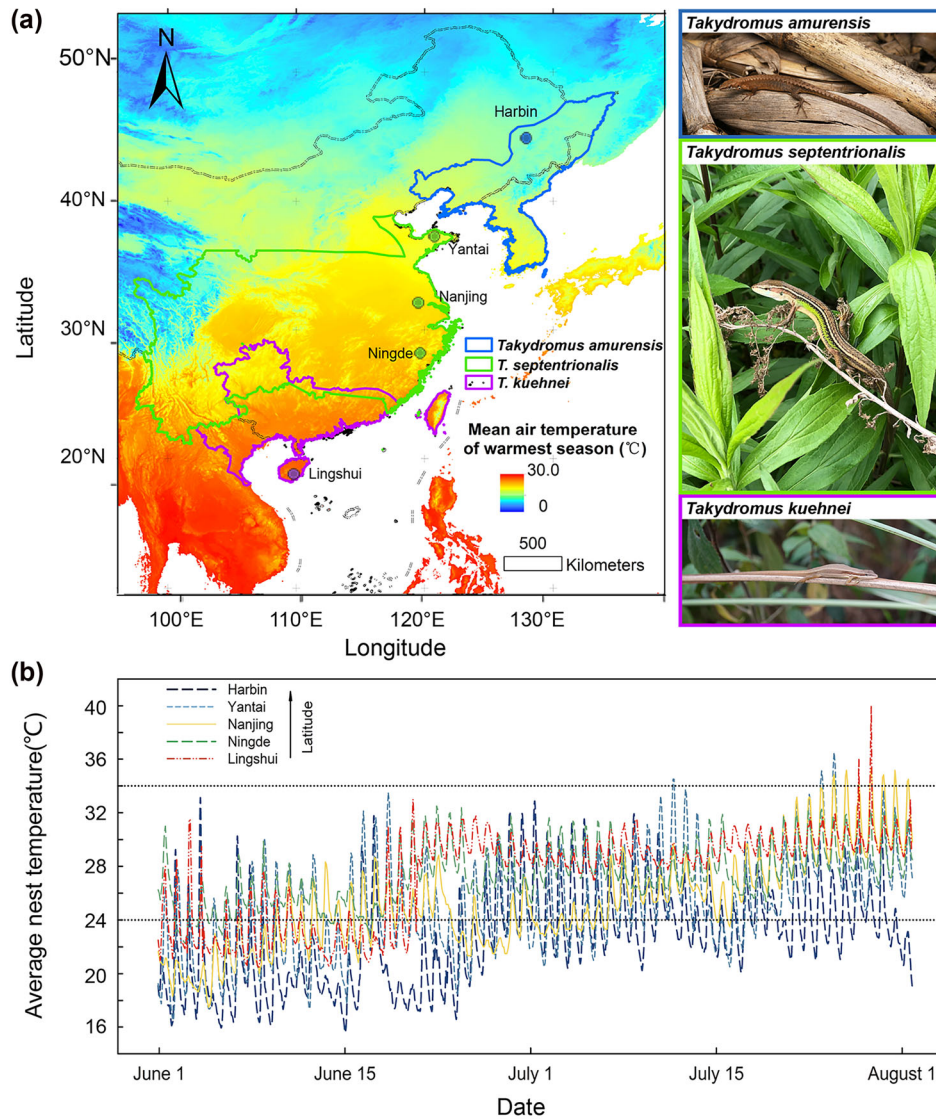 (a)
N
50°N
40°N
30°N
20°N
Latitude
Harbin
Yantai
Nanjing
Ningde
Lingshui
Takydromus amurensis
T. septentrionalis
T. kuehnei
Mean air temperature
of warmest season (℃)
30.0
0
500
Kilometers
100°E
110°E
120°E
130°E
Longitude
Takydromus amurensis
Takydromus septentrionalis
Takydromus kuehnei
(b)
Harbin
Yantai
Nanjing
Ningde
Lingshui
Latitude
40
36
32
28
24
20
16
Average nest temperature(℃)
June 1
June 15
July 1
July 15
August 1
Date